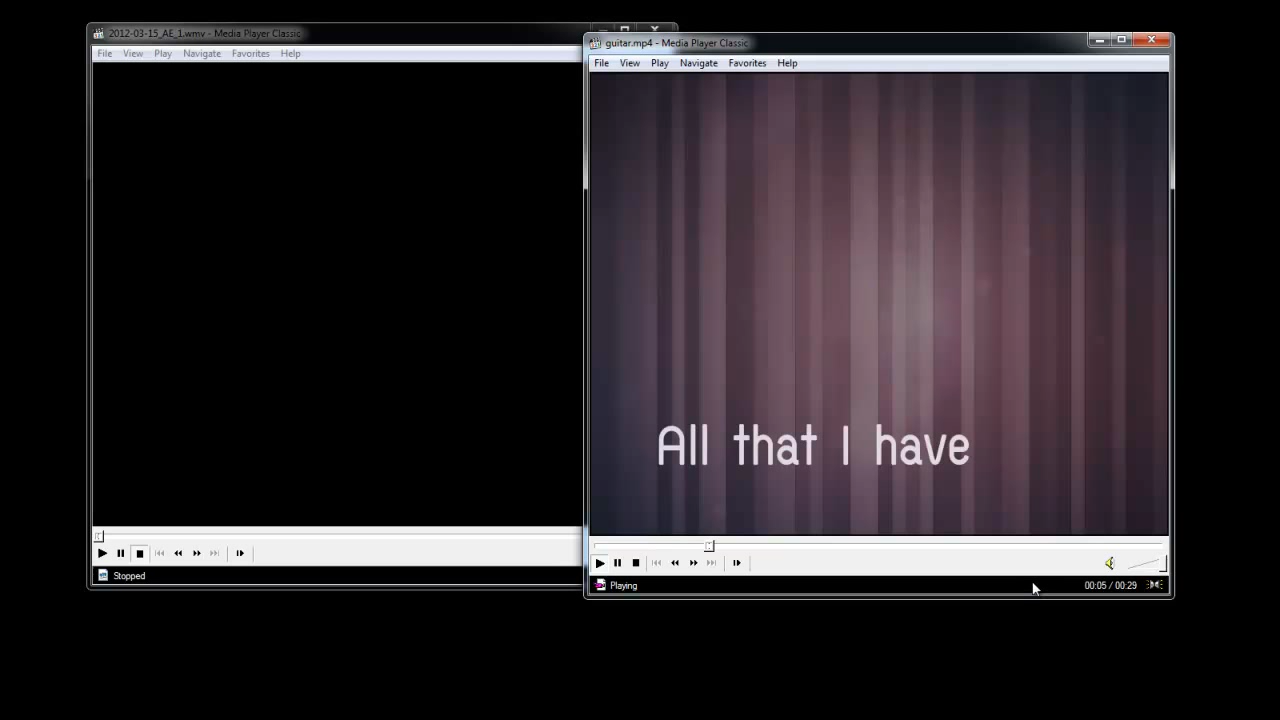 2012-03-15_AE_1.wmv - Media Player Classic
File View Play Navigate Favorites Help
Stopped
guitar.mp4 - Media Player Classic
File View Play Navigate Favorites Help
All that I have
Playing
00:05 / 00:29